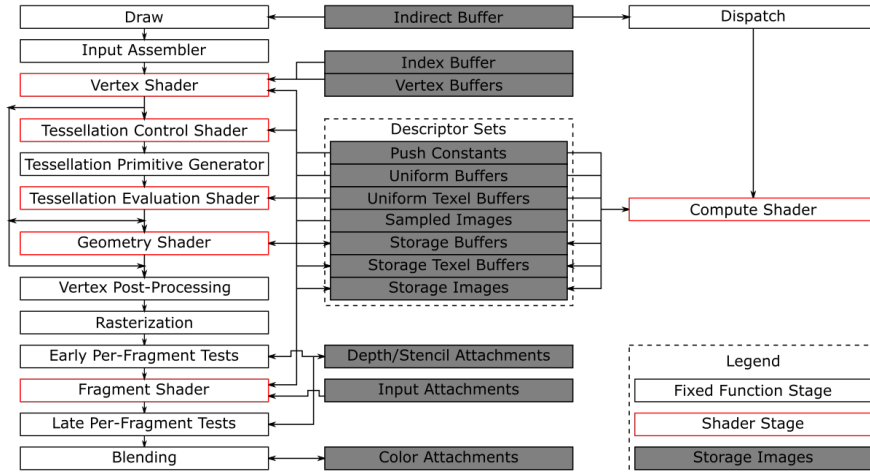 Draw
Indirect Buffer
Dispatch
Input Assembler
Index Buffer
Vertex Shader
Vertex Buffers
Tessellation Control Shader
Descriptor Sets
Push Constants
Tessellation Primitive Generator
Uniform Buffers
Tessellation Evaluation Shader
Uniform Texel Buffers
Compute Shader
Sampled Images
Geometry Shader
Storage Buffers
Storage Texel Buffers
Vertex Post-Processing
Storage Images
Rasterization
Early Per-Fragment Tests
Depth/Stencil Attachments
Legend
Fragment Shader
Input Attachments
Fixed Function Stage
Late Per-Fragment Tests
Shader Stage
Blending
Color Attachments
Storage Images